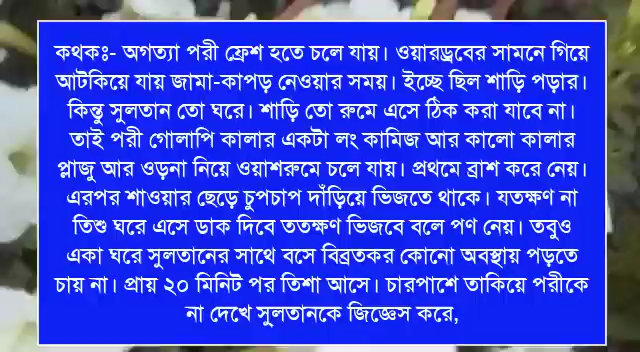 কথকঃ- অগত্যা পরী ফ্রেশ হতে চলে যায়। ওয়ারড্রবের সামনে গিয়ে
আটকিয়ে যায় জামা-কাপড় নেওয়ার সময়। ইচ্ছে ছিল শাড়ি পড়ার।
কিন্তু সুলতান তো ঘরে। শাড়ি তো রুমে এসে ঠিক করা যাবে না।
তাই পরী গোলাপি কালার একটা লং কামিজ আর কালো কালার
প্লাজু আর ওড়না নিয়ে ওয়াশরুমে চলে যায়। প্রথমে ব্রাশ করে নেয়।
এরপর শাওয়ার ছেড়ে চুপচাপ দাঁড়িয়ে ভিজতে থাকে। যতক্ষণ না
তিশু ঘরে এসে ডাক দিবে ততক্ষণ ভিজবে বলে পণ নেয়। তবুও
একা ঘরে সুলতানের সাথে বসে বিব্রতকর কোনো অবস্থায় পড়তে
চায় না। প্রায় ২০ মিনিট পর তিশা আসে। চারপাশে তাকিয়ে পরীকে
না দেখে সুলতানকে জিজ্ঞেস করে,